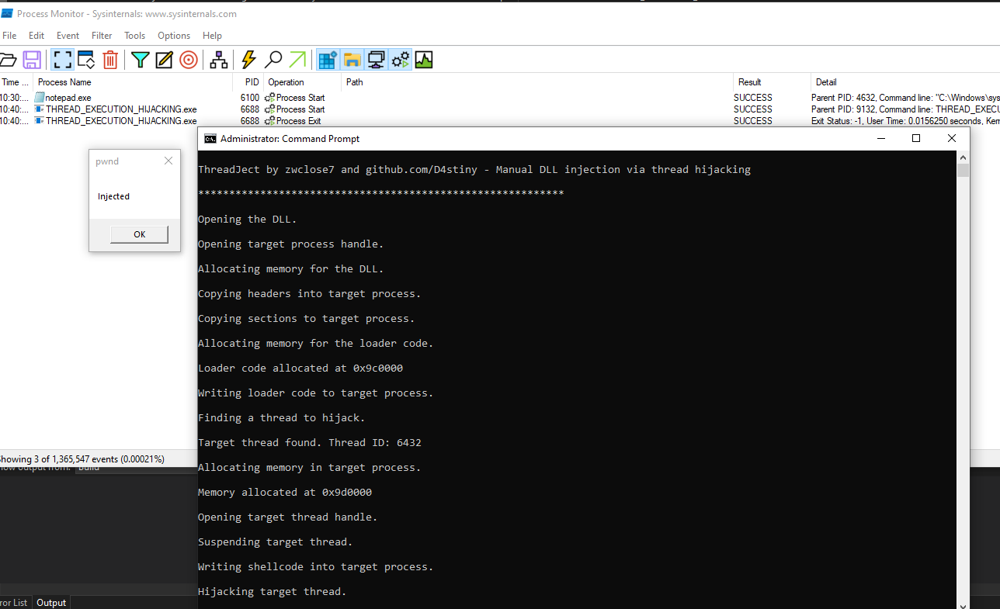 Process Monitor - Sysinternals: www.sysinternals.com
File Edit Event Filter Tools Options Help
Time ... Process Name PID Operation Path Result Detail
10:30:... notepad.exe 6100 Process Start SUCCESS Parent PID: 4632, Command line: "C:\Windows\sys
10:40:... THREAD_EXECUTION_HIJACKING.exe 6688 Process Start SUCCESS Parent PID: 9132, Command line: THREAD_EXECU
10:40:... THREAD_EXECUTION_HIJACKING.exe 6688 Process Exit SUCCESS Exit Status: -1, User Time: 0.0156250 seconds, Kern
pwnd
Injected
OK
Administrator: Command Prompt
ThreadJect by zwclose7 and github.com/D4stiny - Manual DLL injection via thread hijacking
***********************************************************
Opening the DLL.
Opening target process handle.
Allocating memory for the DLL.
Copying headers into target process.
Copying sections to target process.
Allocating memory for the loader code.
Loader code allocated at 0x9c0000
Writing loader code to target process.
Finding a thread to hijack.
Target thread found. Thread ID: 6432
Allocating memory in target process.
Memory allocated at 0x9d0000
Opening target thread handle.
Suspending target thread.
Writing shellcode into target process.
Hijacking target thread.
howing 3 of 1,365,547 events (0.00021%)
how output from: Build
ror List Output